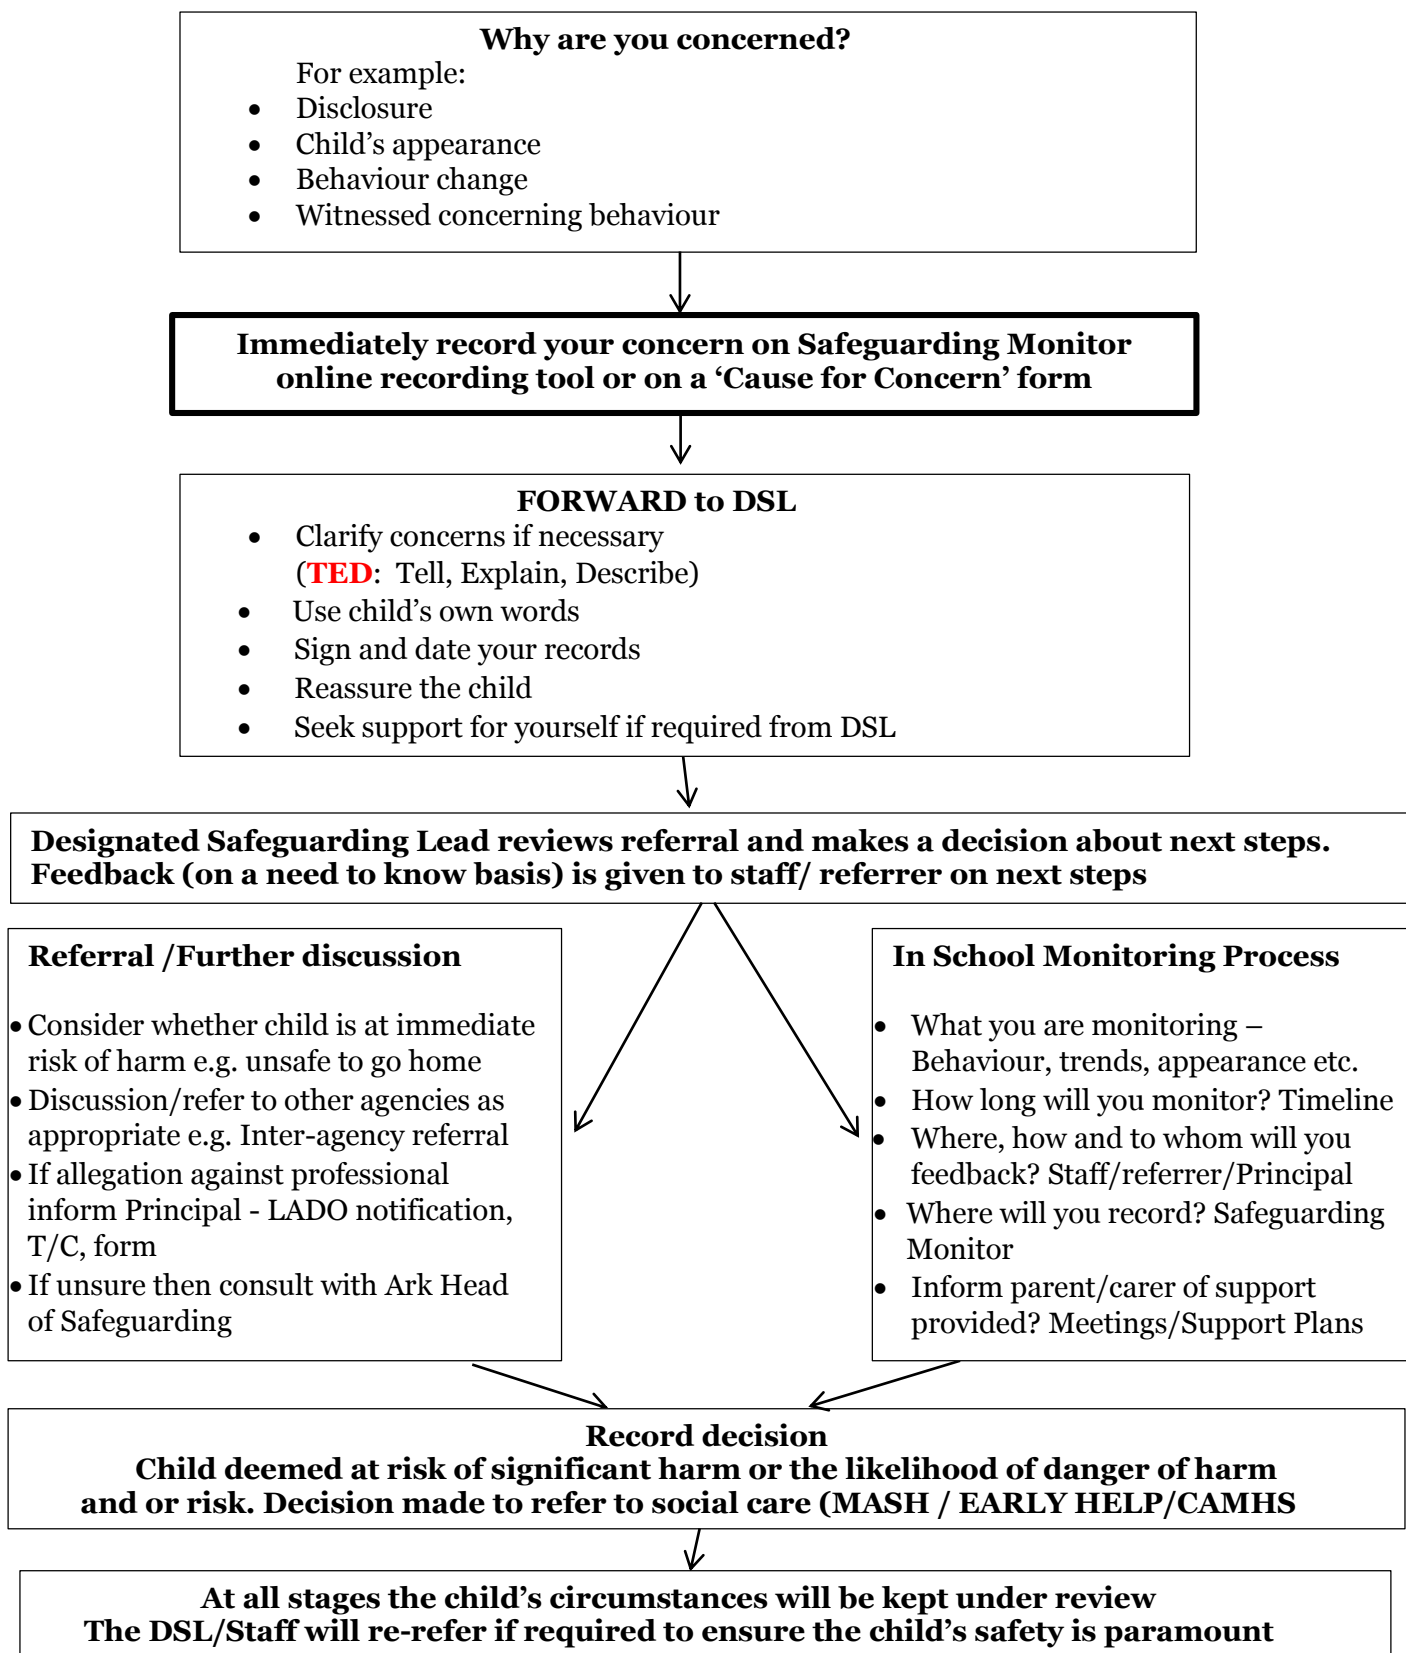 Why are you concerned?
For example:
• Disclosure
• Child’s appearance
• Behaviour change
• Witnessed concerning behaviour
Immediately record your concern on Safeguarding Monitor
online recording tool or on a ‘Cause for Concern’ form
FORWARD to DSL
• Clarify concerns if necessary
(TED: Tell, Explain, Describe)
• Use child’s own words
• Sign and date your records
• Reassure the child
• Seek support for yourself if required from DSL
Designated Safeguarding Lead reviews referral and makes a decision about next steps.
Feedback (on a need to know basis) is given to staff/ referrer on next steps
Referral /Further discussion
• Consider whether child is at immediate
risk of harm e.g. unsafe to go home
• Discussion/refer to other agencies as
appropriate e.g. Inter-agency referral
• If allegation against professional
inform Principal - LADO notification,
T/C, form
• If unsure then consult with Ark Head
of Safeguarding
In School Monitoring Process
• What you are monitoring –
Behaviour, trends, appearance etc.
• How long will you monitor? Timeline
• Where, how and to whom will you
feedback? Staff/referrer/Principal
• Where will you record? Safeguarding
Monitor
• Inform parent/carer of support
provided? Meetings/Support Plans
Record decision
Child deemed at risk of significant harm or the likelihood of danger of harm
and or risk. Decision made to refer to social care (MASH / EARLY HELP/CAMHS
At all stages the child’s circumstances will be kept under review
The DSL/Staff will re-refer if required to ensure the child’s safety is paramount